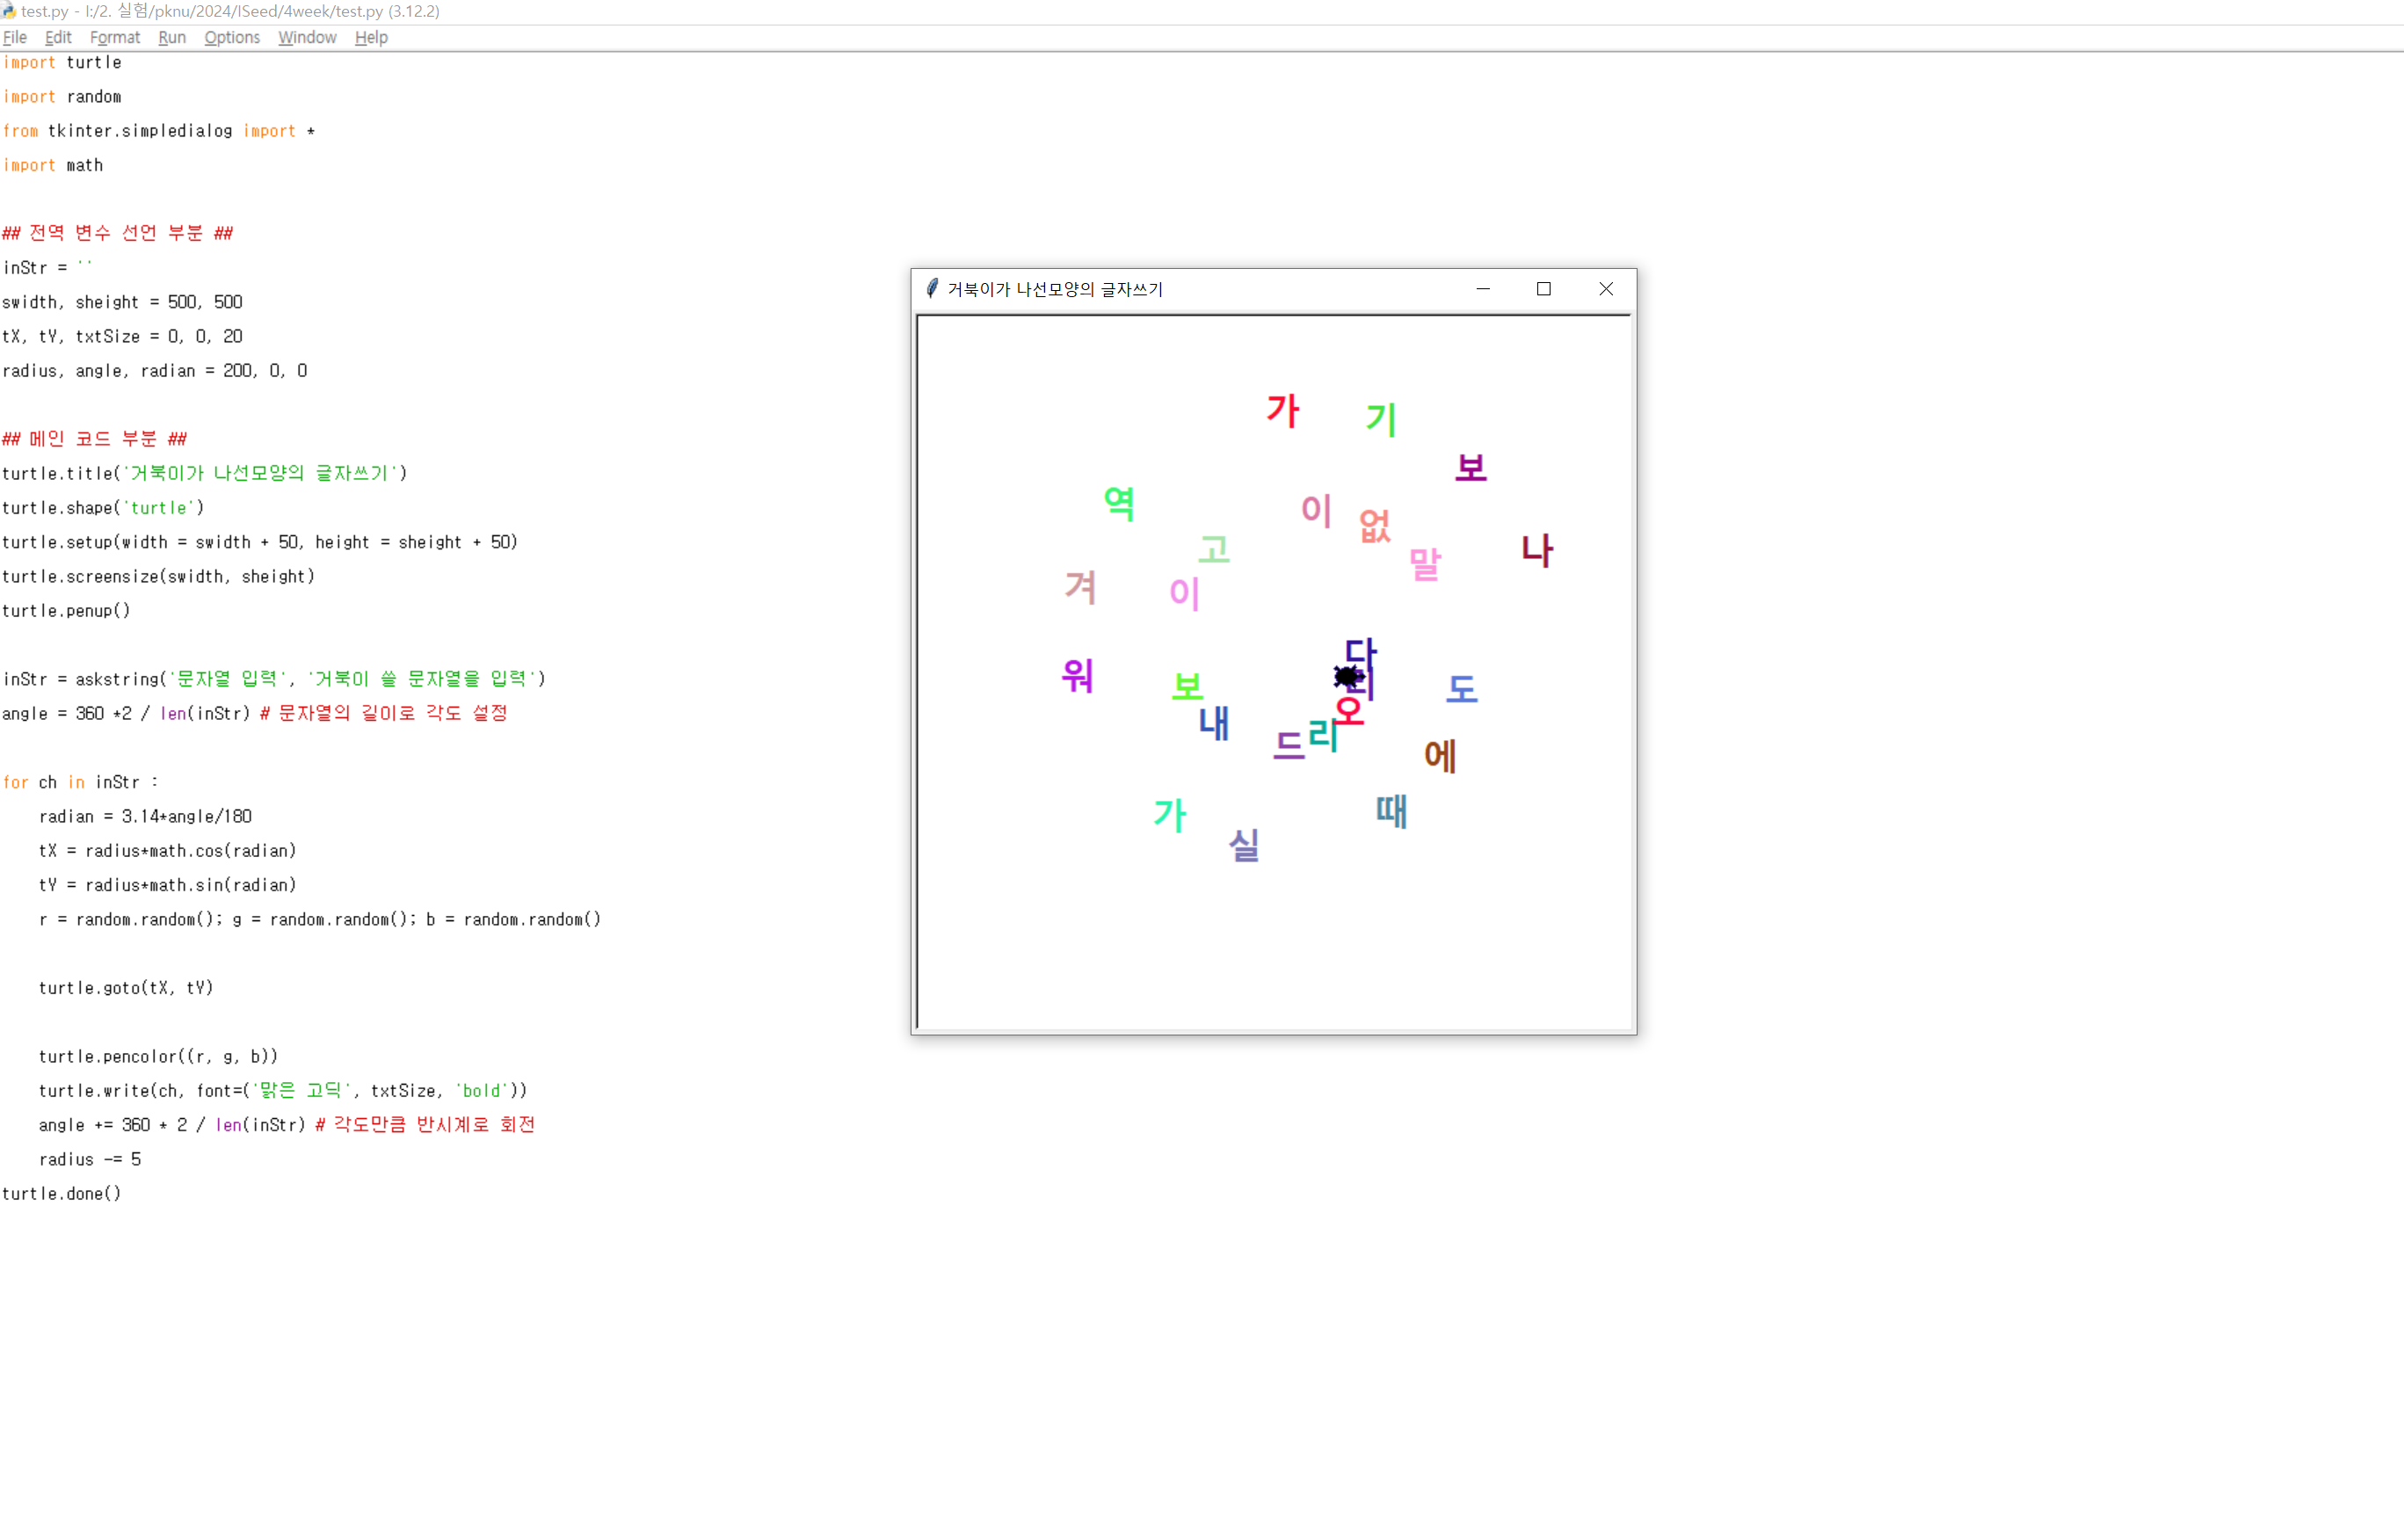 test.py - I:/2. 실험/pknu/2024/ISeed/4week/test.py (3.12.2)
File Edit Format Run Options Window Help
import turtle
import random
from tkinter.simpledialog import *
import math
## 전역 변수 선언 부분 ##
inStr = ''
swidth, sheight = 500, 500
tX, tY, txtSize = 0, 0, 20
radius, angle, radian = 200, 0, 0
## 메인 코드 부분 ##
turtle.title('거북이가 나선모양의 글자쓰기')
turtle.shape('turtle')
turtle.setup(width = swidth + 50, height = sheight + 50)
turtle.screensize(swidth, sheight)
turtle.penup()
inStr = askstring('문자열 입력', '거북이 쓸 문자열을 입력')
angle = 360 *2 / len(inStr) # 문자열의 길이로 각도 설정
for ch in inStr :
    radian = 3.14*angle/180
    tX = radius*math.cos(radian)
    tY = radius*math.sin(radian)
    r = random.random(); g = random.random(); b = random.random()
    turtle.goto(tX, tY)
    turtle.pencolor((r, g, b))
    turtle.write(ch, font=('맑은 고딕', txtSize, 'bold'))
    angle += 360 * 2 / len(inStr) # 각도만큼 반시계로 회전
    radius -= 5
turtle.done()
거북이가 나선모양의 글자쓰기
나
보
기
가
역
겨
워
가
실
때
에
도
말
없
이
고
이
보
내
드
리
오
다